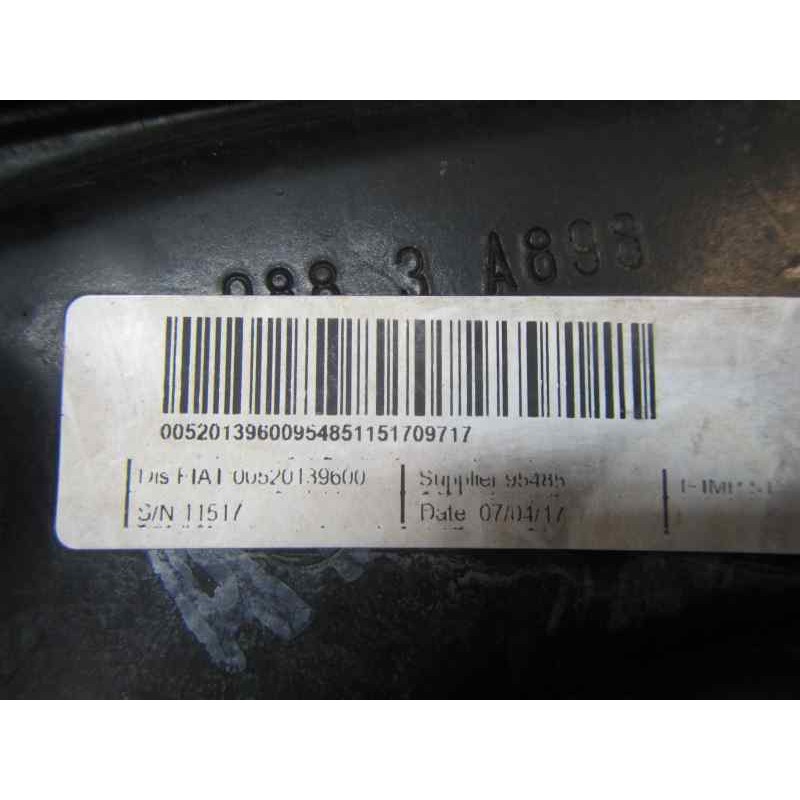 3 A898
00520139600954851151709717
Dis FIAT 00520139600
Supplier 95485
S/N 11517
Date 07/04/17